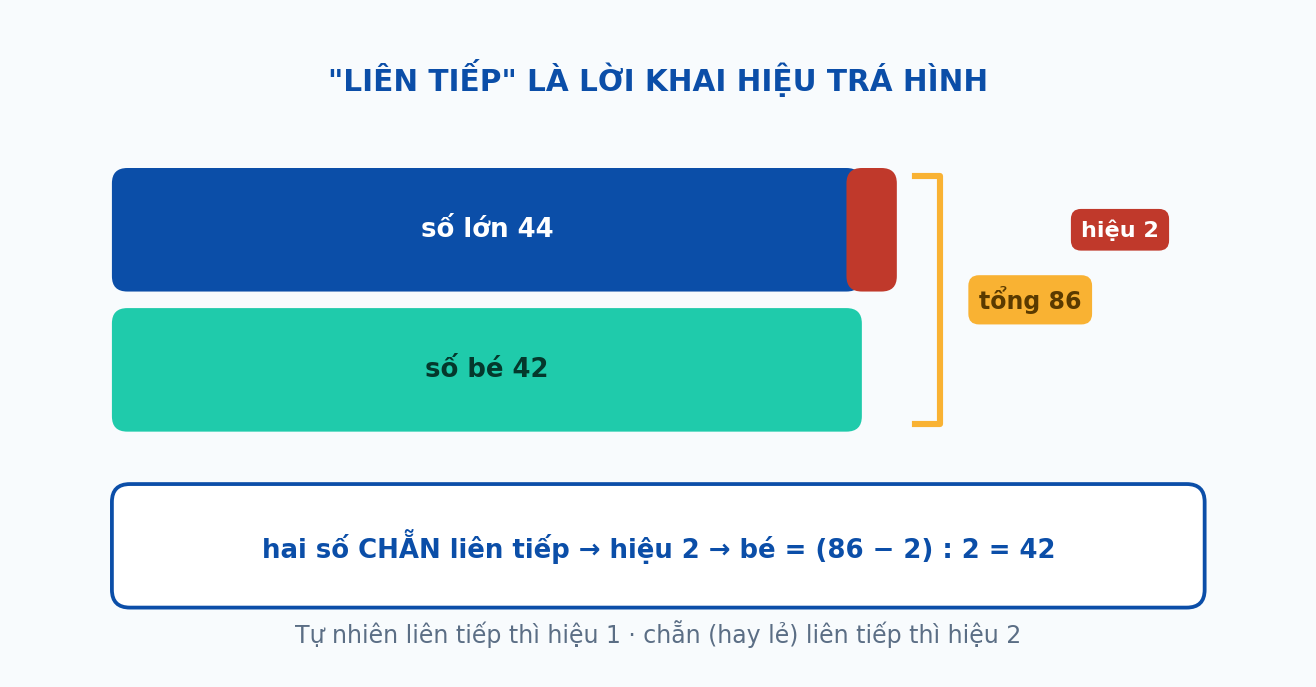 "LIÊN TIẾP" LÀ LỜI KHAI HIỆU TRÁ HÌNH
số lớn 44
hiệu 2
tổng 86
số bé 42
hai số CHẴN liên tiếp → hiệu 2 → bé = (86 − 2) : 2 = 42
Tự nhiên liên tiếp thì hiệu 1 · chẵn (hay lẻ) liên tiếp thì hiệu 2